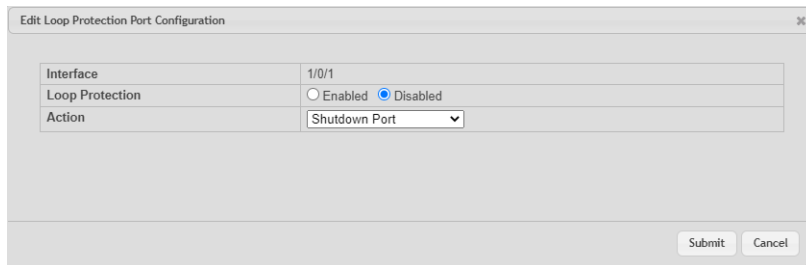 Edit Loop Protection Port Configuration
Interface 1/0/1
Loop Protection Enabled Disabled
Action Shutdown Port
Submit Cancel